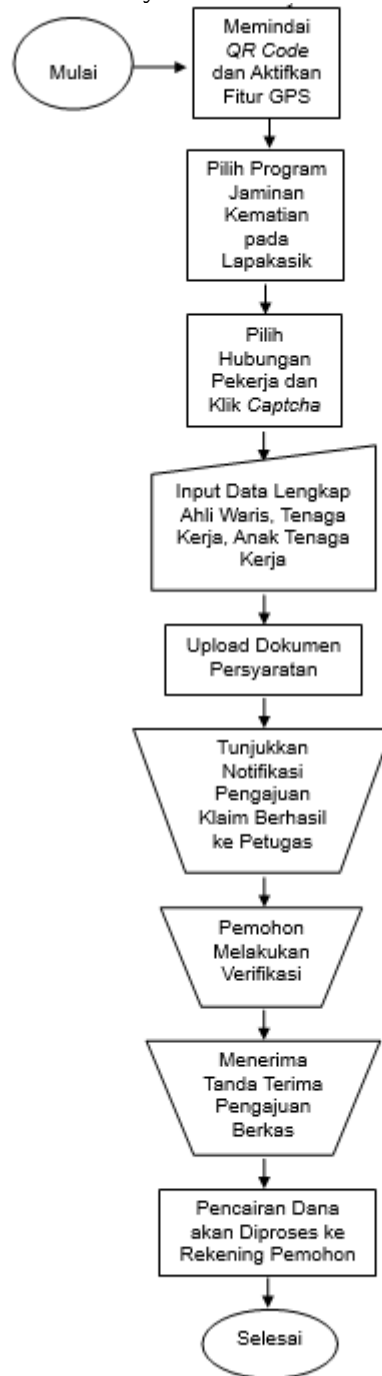 Mulai
Memindai
QR Code
dan Aktifkan
Fitur GPS
Pilih Program
Jaminan
Kematian
pada
Lapakasik
Pilih
Hubungan
Pekerja dan
Klik Captcha
Input Data Lengkap
Ahli Waris, Tenaga
Kerja, Anak Tenaga
Kerja
Upload Dokumen
Persyaratan
Tunjukkan
Notifikasi
Pengajuan
Klaim Berhasil
ke Petugas
Pemohon
Melakukan
Verifikasi
Menerima
Tanda Terima
Pengajuan
Berkas
Pencairan Dana
akan Diproses ke
Rekening Pemohon
Selesai